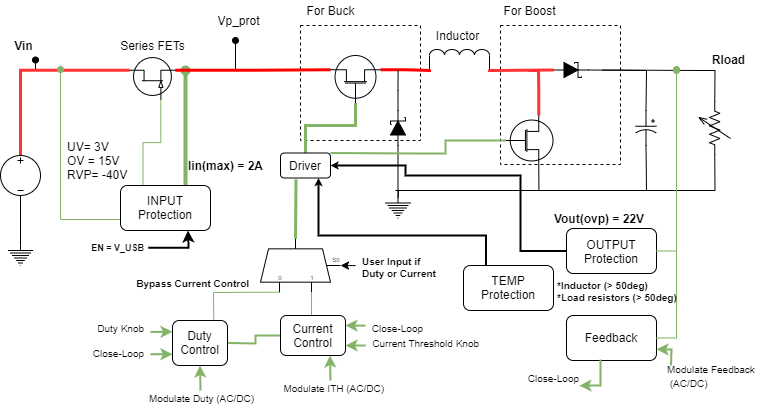 For Buck
For Boost
Vp_prot
Vin
Series FETs
Inductor
Rload
UV= 3V
OV = 15V
RVP= -40V
Iin(max) = 2A
Driver
INPUT
Protection
EN = V_USB
Vout(ovp) = 22V
OUTPUT
Protection
S0
User Input if
Duty or Current
0
1
Bypass Current Control
TEMP
Protection
*Inductor (> 50deg)
*Load resistors (> 50deg)
Duty Knob
Close-Loop
Duty
Control
Current
Control
Close-Loop
Current Threshold Knob
Feedback
Modulate Duty (AC/DC)
Modulate ITH (AC/DC)
Close-Loop
Modulate Feedback
(AC/DC)